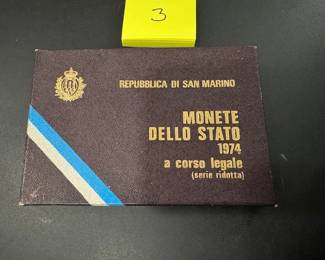 3
REPUBBLICA DI SAN MARINO
MONETE
DELLO STATO
1974
a corso legale
(serie ridotta)